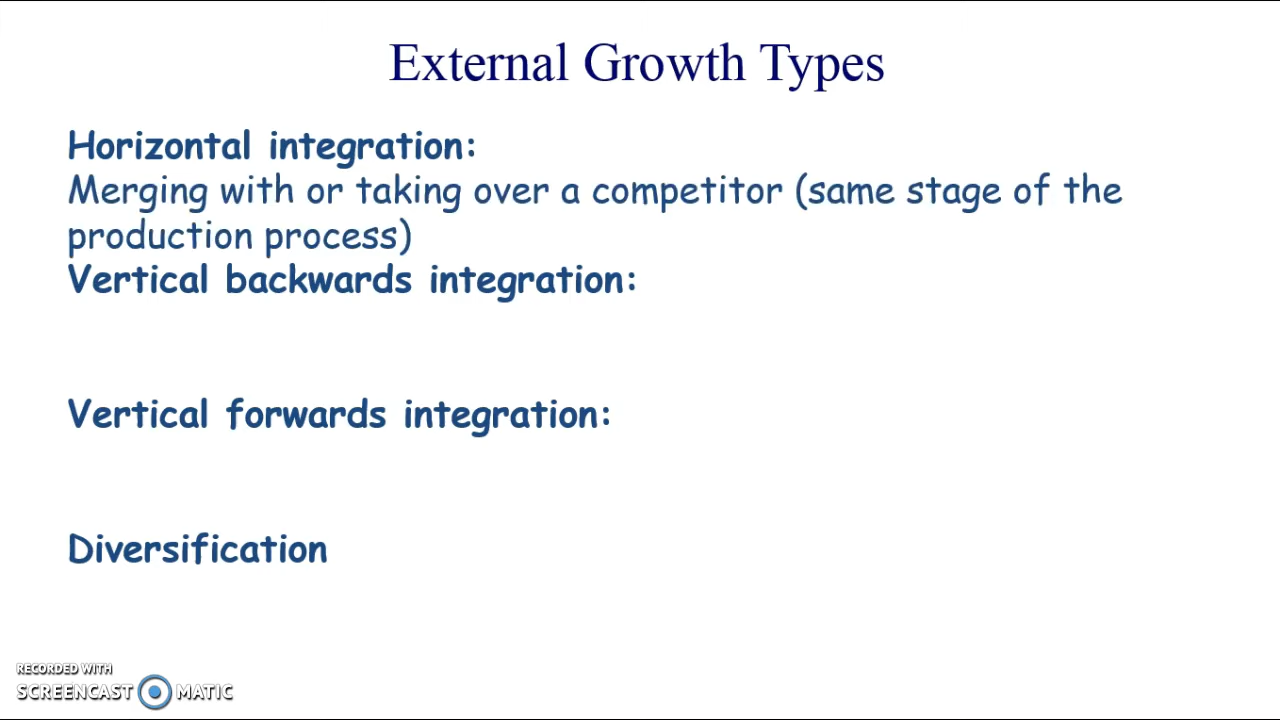 External Growth Types
Horizontal integration:
Merging with or taking over a competitor (same stage of the
production process)
Vertical backwards integration:
Vertical forwards integration:
Diversification
RECORDED WITH
SCREENCAST MATIC